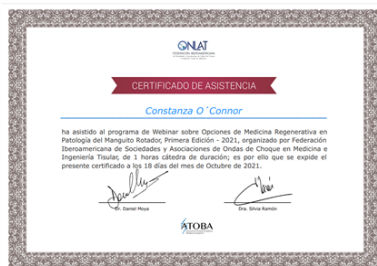 ONLAT
FEDERACIÓN IBEROAMERICANA
CERTIFICADO DE ASISTENCIA
Constanza O´Connor
ha asistido al programa de Webinar sobre Opciones de Medicina Regenerativa en
Patología del Manguito Rotador, Primera Edición - 2021, organizado por Federación
Iberoamericana de Sociedades y Asociaciones de Ondas de Choque en Medicina e
Ingeniería Tisular, de 1 horas cátedra de duración; es por ello que se expide el
presente certificado a los 18 días del mes de Octubre de 2021.
Dr. Daniel Moya
Dra. Silvia Ramón
ATOBA